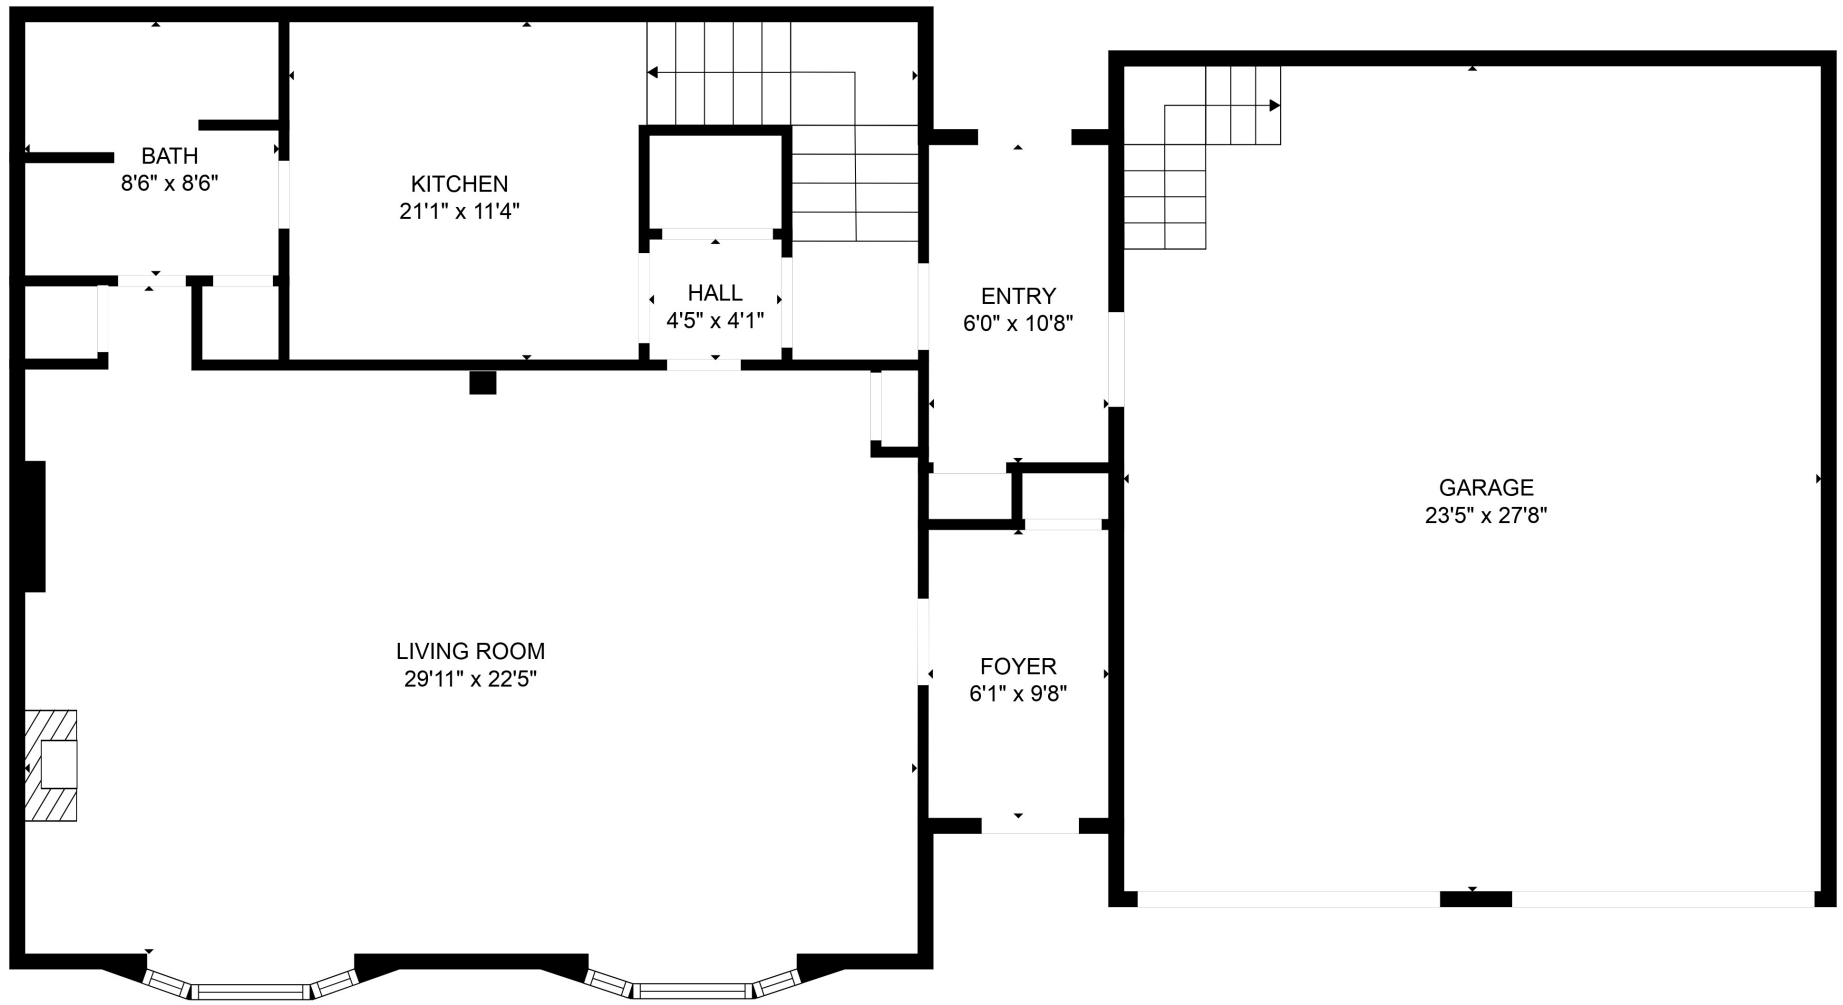 BATH
8'6" x 8'6"
KITCHEN
21'1" x 11'4"
HALL
4'5" x 4'1"
ENTRY
6'0" x 10'8"
GARAGE
23'5" x 27'8"
LIVING ROOM
29'11" x 22'5"
FOYER
6'1" x 9'8"